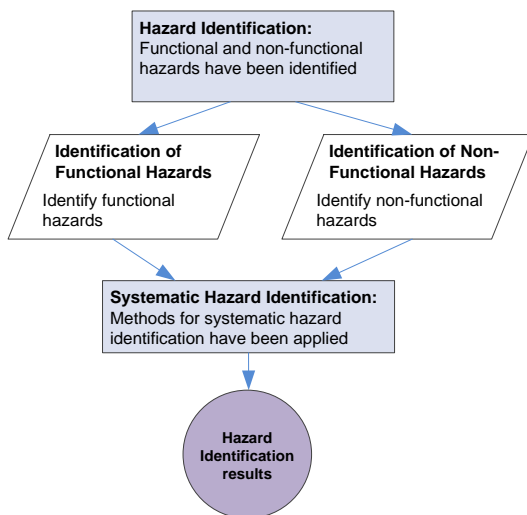 Hazard Identification:
Functional and non-functional
hazards have been identified
Identification of
Functional Hazards
Identify functional
hazards
Identification of Non-
Functional Hazards
Identify non-functional
hazards
Systematic Hazard Identification:
Methods for systematic hazard
identification have been applied
Hazard
Identification
results